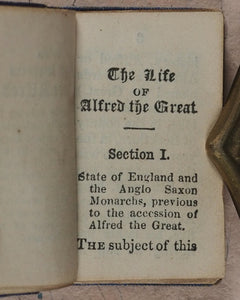 The Life
OF
Alfred the Great
Section I.
State of England and
the Anglo Saxon
Monarchs, previous
to the accession of
Alfred the Great.
THE subject of this